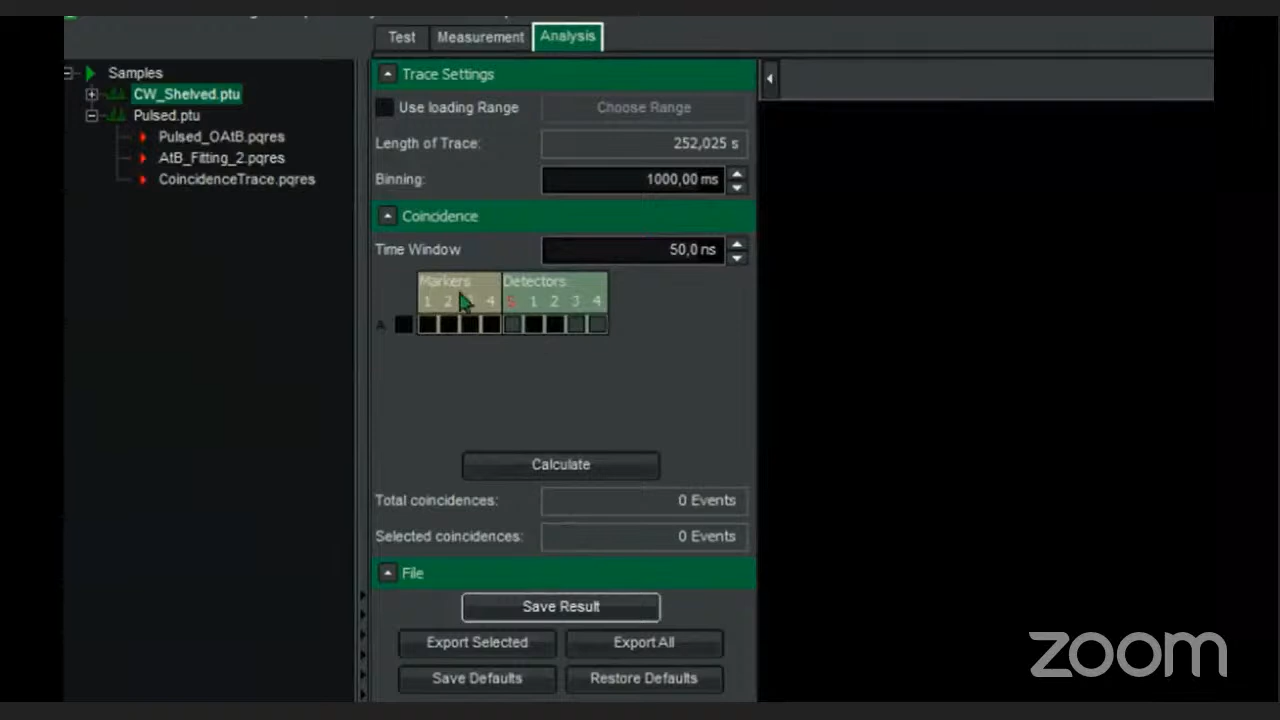 Test Measurement Analysis
Samples
CW_Shelved.ptu
Pulsed.ptu
Pulsed_OAtB.pqres
AtB_Fitting_2.pqres
CoincidenceTrace.pqres
Trace Settings
Use loading Range Choose Range
Length of Trace: 252,025 s
Binning: 1000,00 ms
Coincidence
Time Window 50,0 ns
Markers Detectors
1 2 4 S 1 2 3 4
A
Calculate
Total coincidences: 0 Events
Selected coincidences: 0 Events
File
Save Result
Export Selected Export All
Save Defaults Restore Defaults
zoom